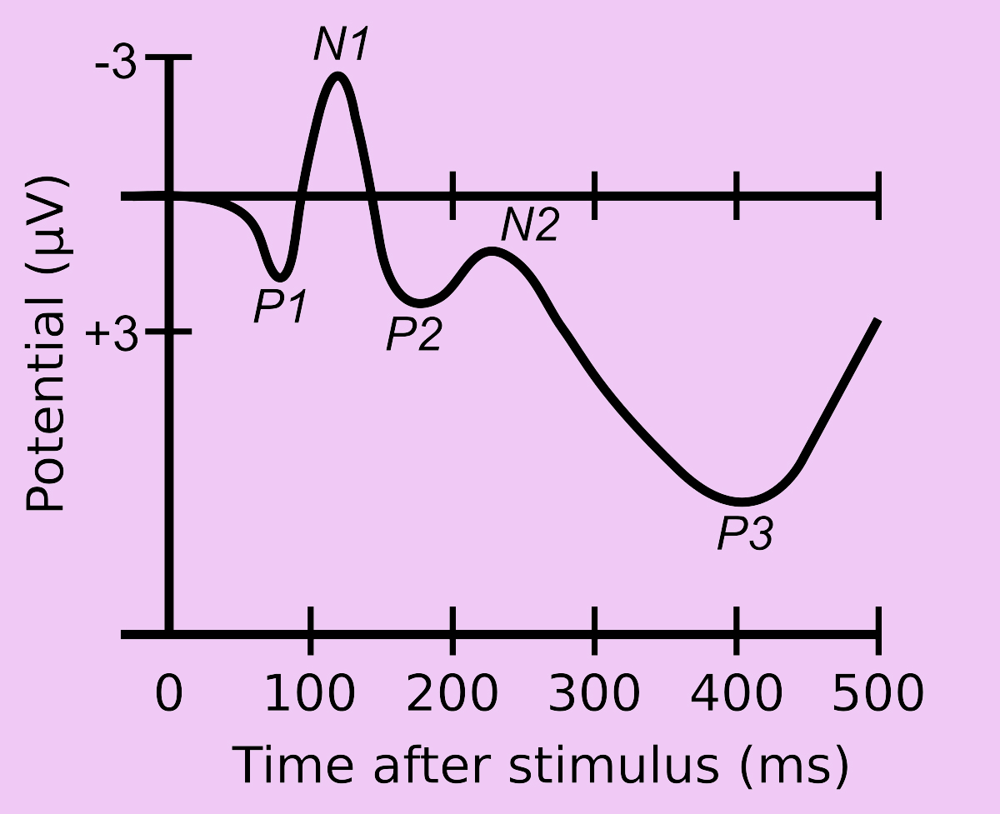 N1
-3
N2
P1
P2
+3
Potential (μV)
P3
0 100 200 300 400 500
Time after stimulus (ms)